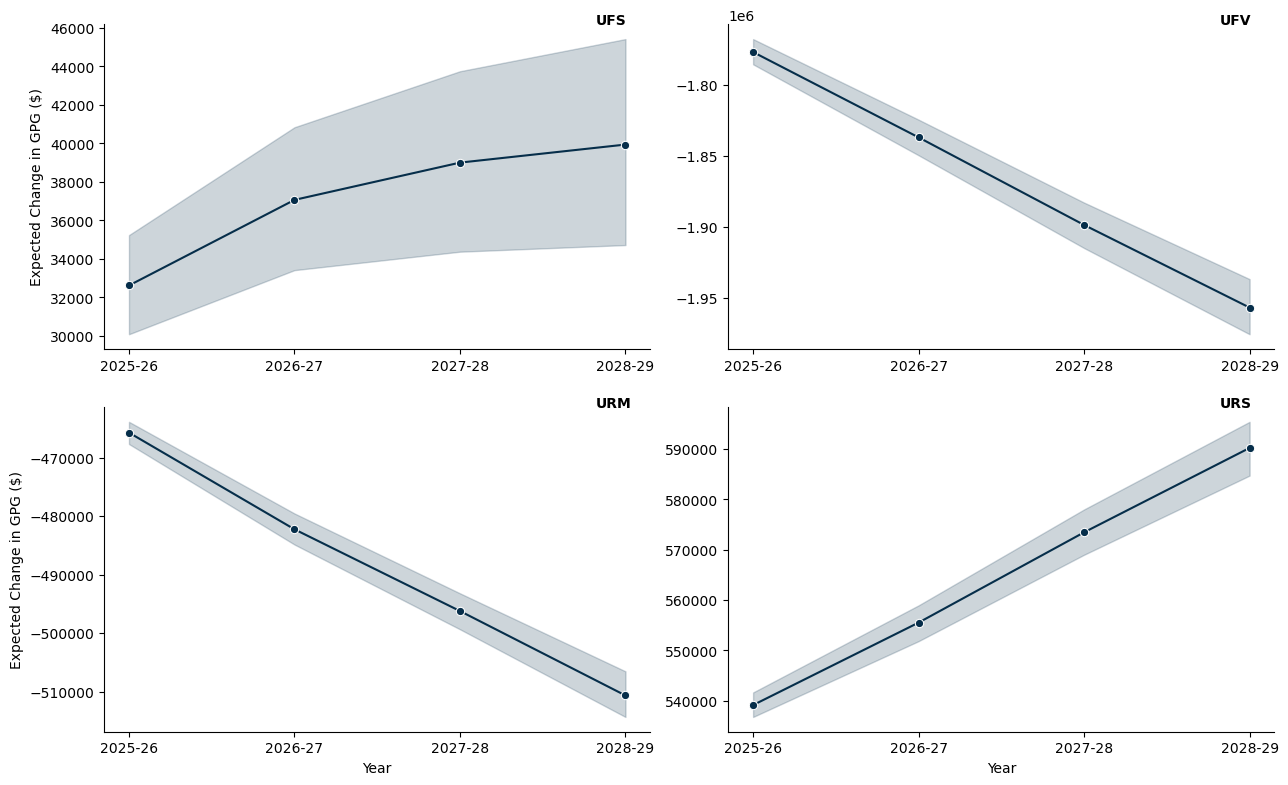 UFS
Expected Change in GPG ($)
46000
44000
42000
40000
38000
36000
34000
32000
30000
2025-26 2026-27 2027-28 2028-29
1e6
UFV
−1.80
−1.85
−1.90
−1.95
2025-26 2026-27 2027-28 2028-29
URM
Expected Change in GPG ($)
−470000
−480000
−490000
−500000
−510000
2025-26 2026-27 2027-28 2028-29
Year
URS
590000
580000
570000
560000
550000
540000
2025-26 2026-27 2027-28 2028-29
Year